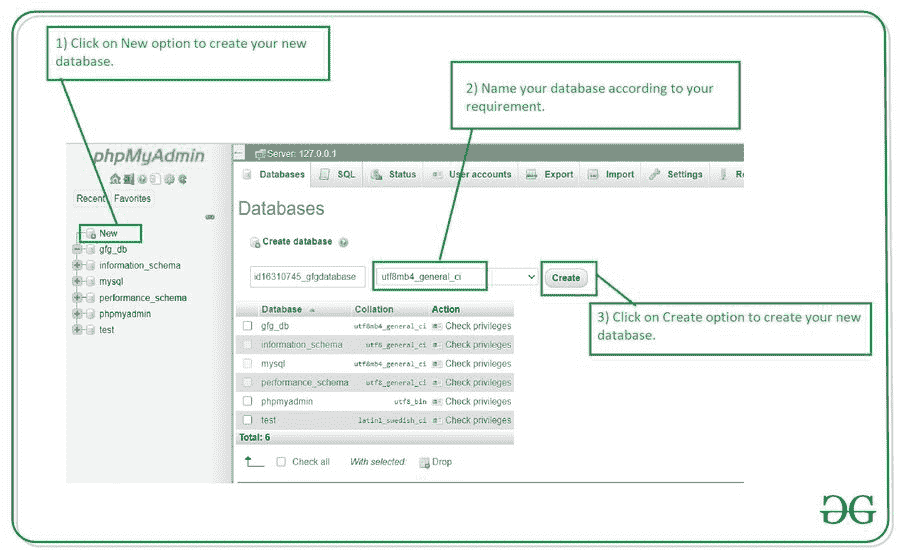 1) Click on New option to create your new
database.
2) Name your database according to your
requirement.
phpMyAdmin
Recent Favorites
New
gfg_db
information_schema
mysql
performance_schema
phpmyadmin
test
Server: 127.0.0.1
Databases SQL Status User accounts Export Import Settings
Databases
Create database
id16310745_gfgdatabase utf8mb4_general_ci Create
3) Click on Create option to create your new
database.
Database Collation Action
gfg_db utf8mb4_general_ci Check privileges
information_schema utf8_general_ci Check privileges
mysql utf8mb4_general_ci Check privileges
performance_schema utf8_general_ci Check privileges
phpmyadmin utf8_bin Check privileges
test latin1_swedish_ci Check privileges
Total: 6
Check all With selected: Drop